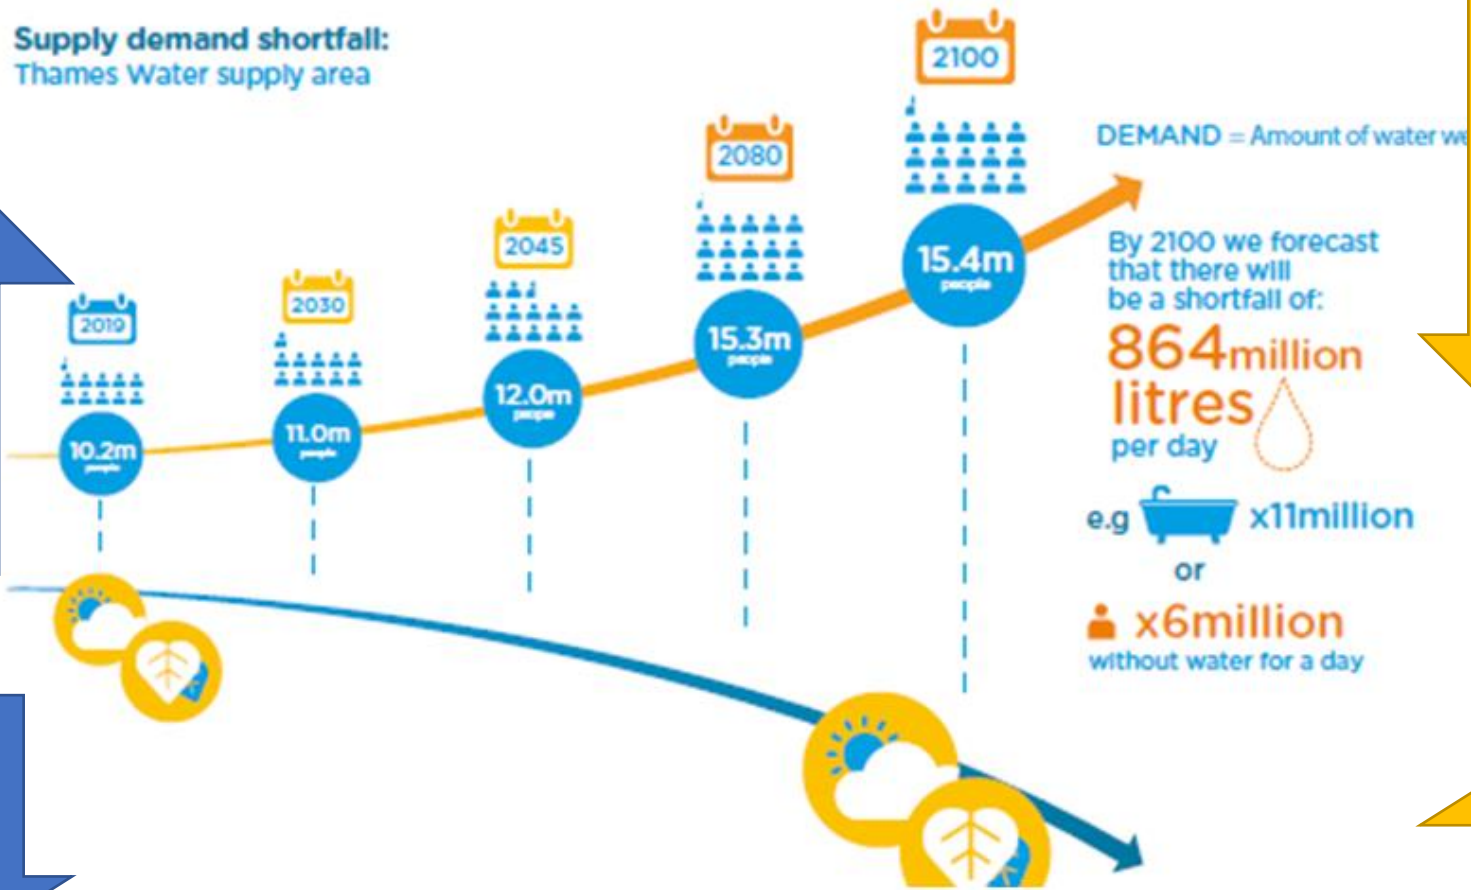 Supply demand shortfall:
Thames Water supply area
2019
10.2m
people
2030
11.0m
people
2045
12.0m
people
2080
15.3m
people
2100
15.4m
people
DEMAND = Amount of water we
By 2100 we forecast
that there will
be a shortfall of:
864million
litres
per day
e.g
x11million
or
x6million
without water for a day